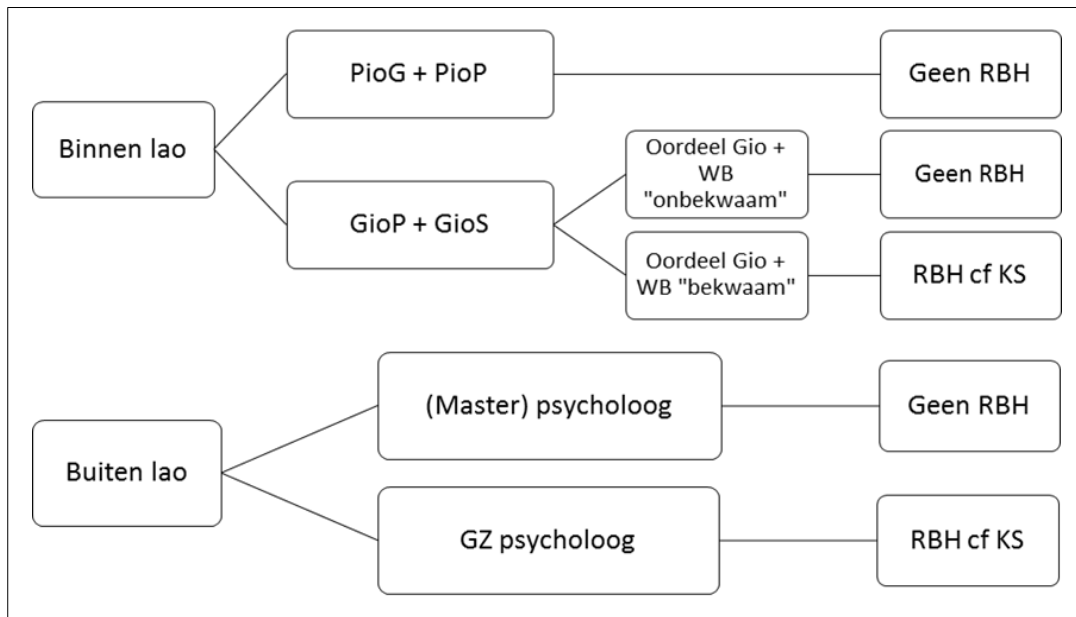 PioG + PioP
Geen RBH
Binnen lao
Oordeel Gio +
WB
"onbekwaam"
Geen RBH
GioP + GioS
Oordeel Gio +
WB "bekwaam"
RBH cf KS
(Master) psycholoog
Geen RBH
Buiten lao
GZ psycholoog
RBH cf KS